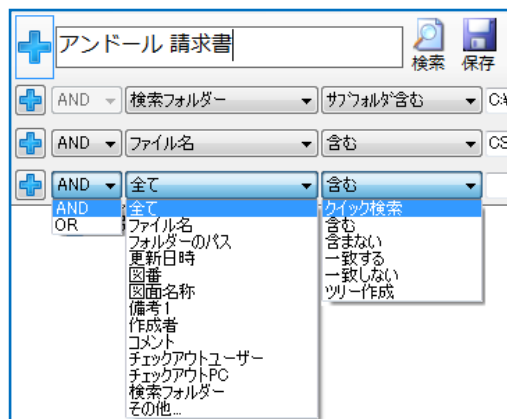 アンドール 請求書
検索 保存
AND 検索フォルダー サブフォルダ含む C:¥
AND ファイル名 含む CS
AND 全て 含む
AND 全て クイック検索
OR ファイル名 含む
フォルダーのパス 含まない
更新日時 一致する
図番 一致しない
図面名称 ツリー作成
備考1
作成者
コメント
チェックアウトユーザー
チェックアウトPC
検索フォルダー
その他...